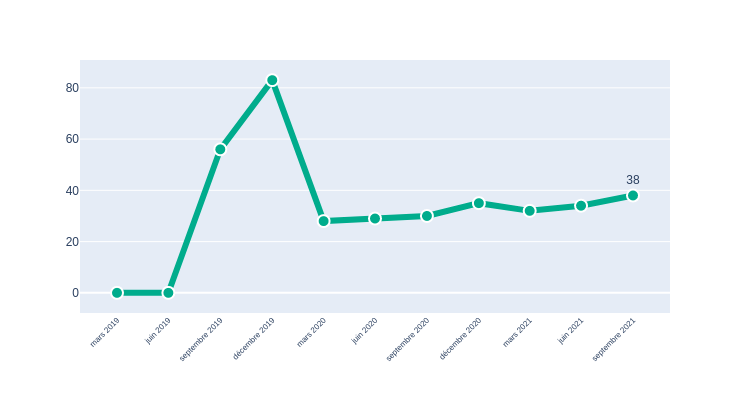 80
60
40
20
0
38
mars 2019
juin 2019
septembre 2019
décembre 2019
mars 2020
juin 2020
septembre 2020
décembre 2020
mars 2021
juin 2021
septembre 2021